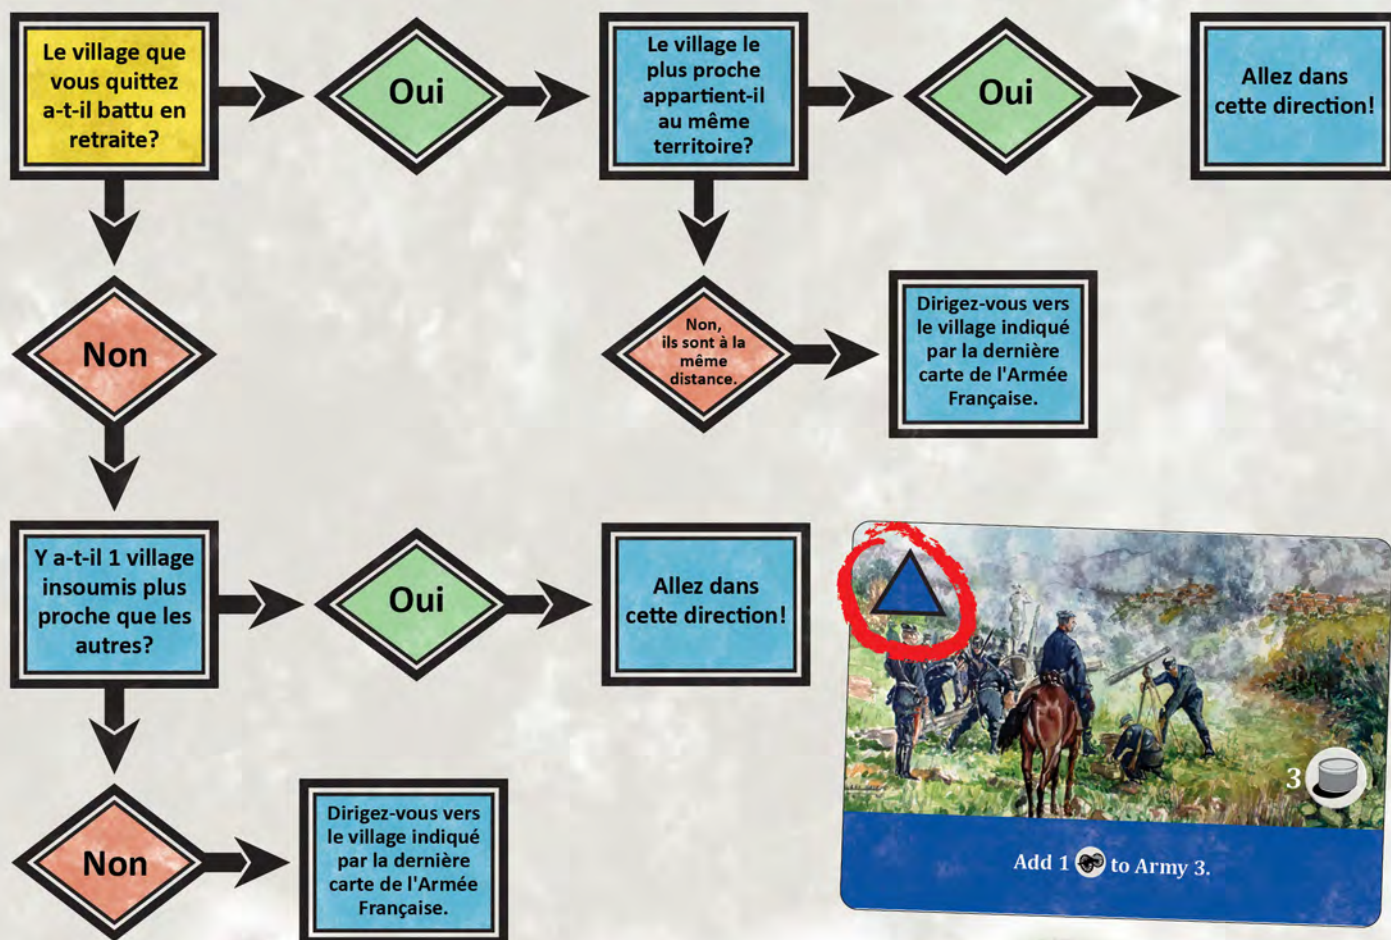 Le village que
vous quittez
a-t-il battu en
retraite?
Oui
Le village le
plus proche
appartient-il
au même
territoire?
Oui
Allez dans
cette direction!
Non
Non,
ils sont à la
même
distance.
Dirigez-vous vers
le village indiqué
par la dernière
carte de l'Armée
Française.
Y a-t-il 1 village
insoumis plus
proche que les
autres?
Oui
Allez dans
cette direction!
Non
Dirigez-vous vers
le village indiqué
par la dernière
carte de l'Armée
Française.
3
Add 1 to Army 3.